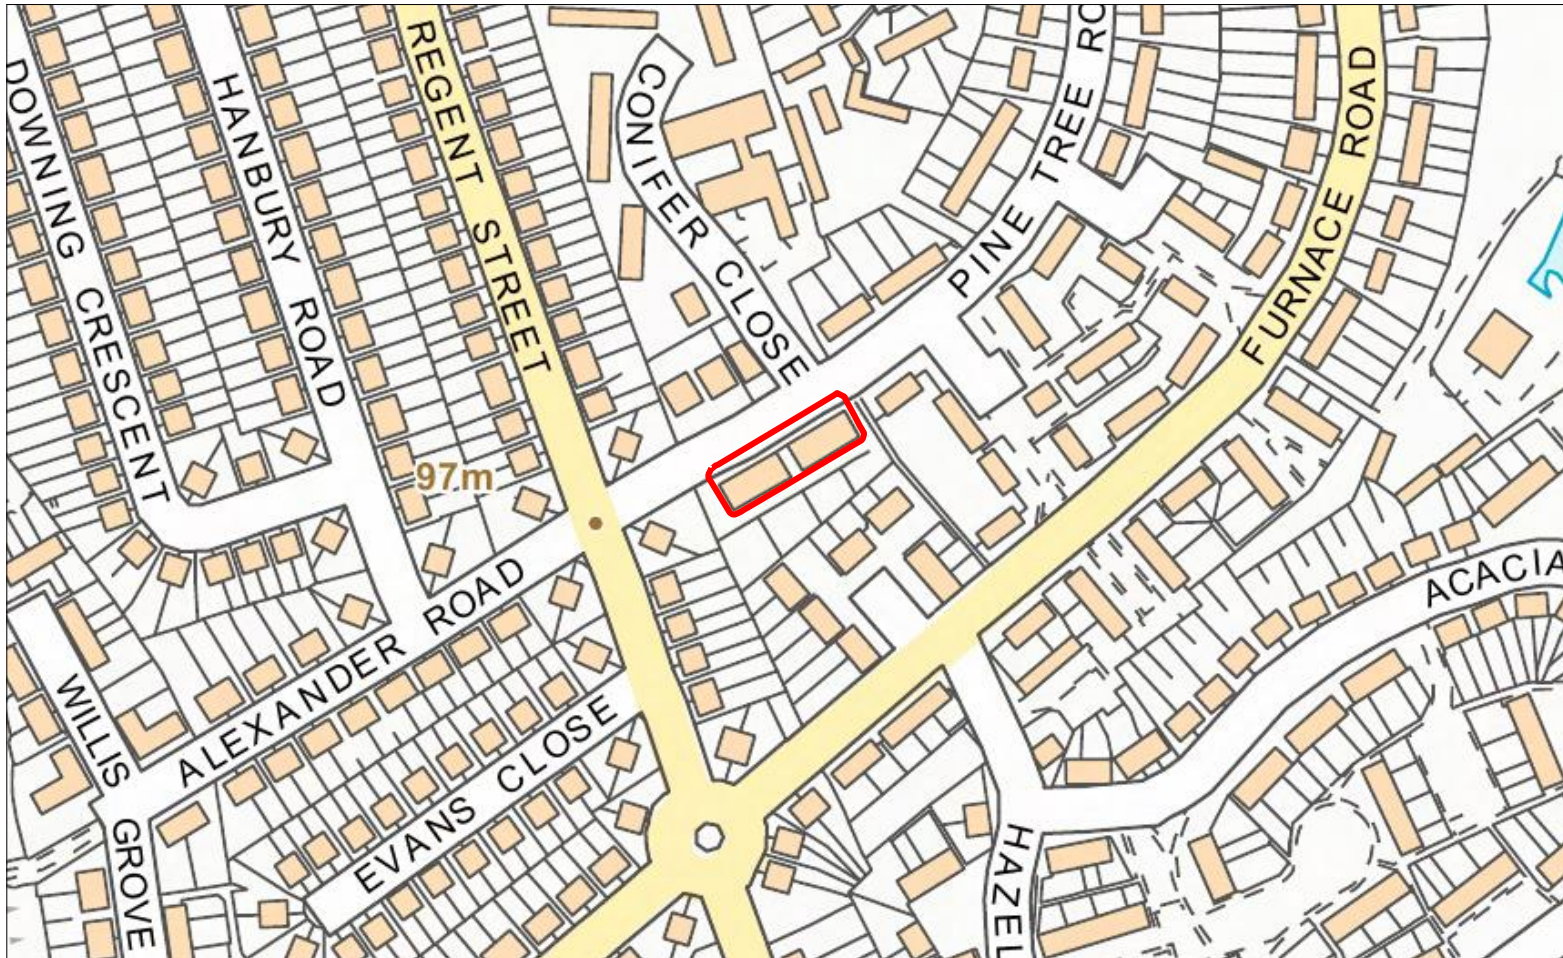 DOWNING CRESCENT
HANBURY ROAD
REGENT STREET
CONIFER CLOSE
PINE TREE RO
FURNACE ROAD
97m
ALEXANDER ROAD
WILLIS GROVE
EVANS CLOSE
ACACIA
HAZEL